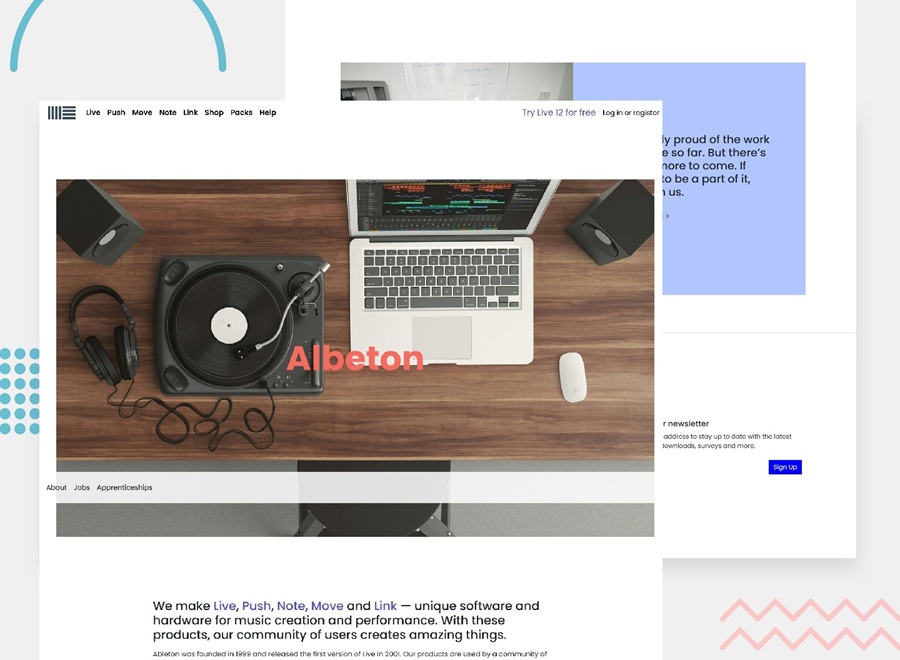 Live Push Move Note Link Shop Packs Help
Try Live 12 for free Log in or register
Albeton
About Jobs Apprenticeships
We make Live, Push, Note, Move and Link — unique software and
hardware for music creation and performance. With these
products, our community of users creates amazing things.
Ableton was founded in 1999 and released the first version of Live in 2001. Our products are used by a community of
proud of the work
so far. But there's
more to come. If
to be a part of it,
us.
newsletter
address to stay up to date with the latest
downloads, surveys and more.
Sign Up